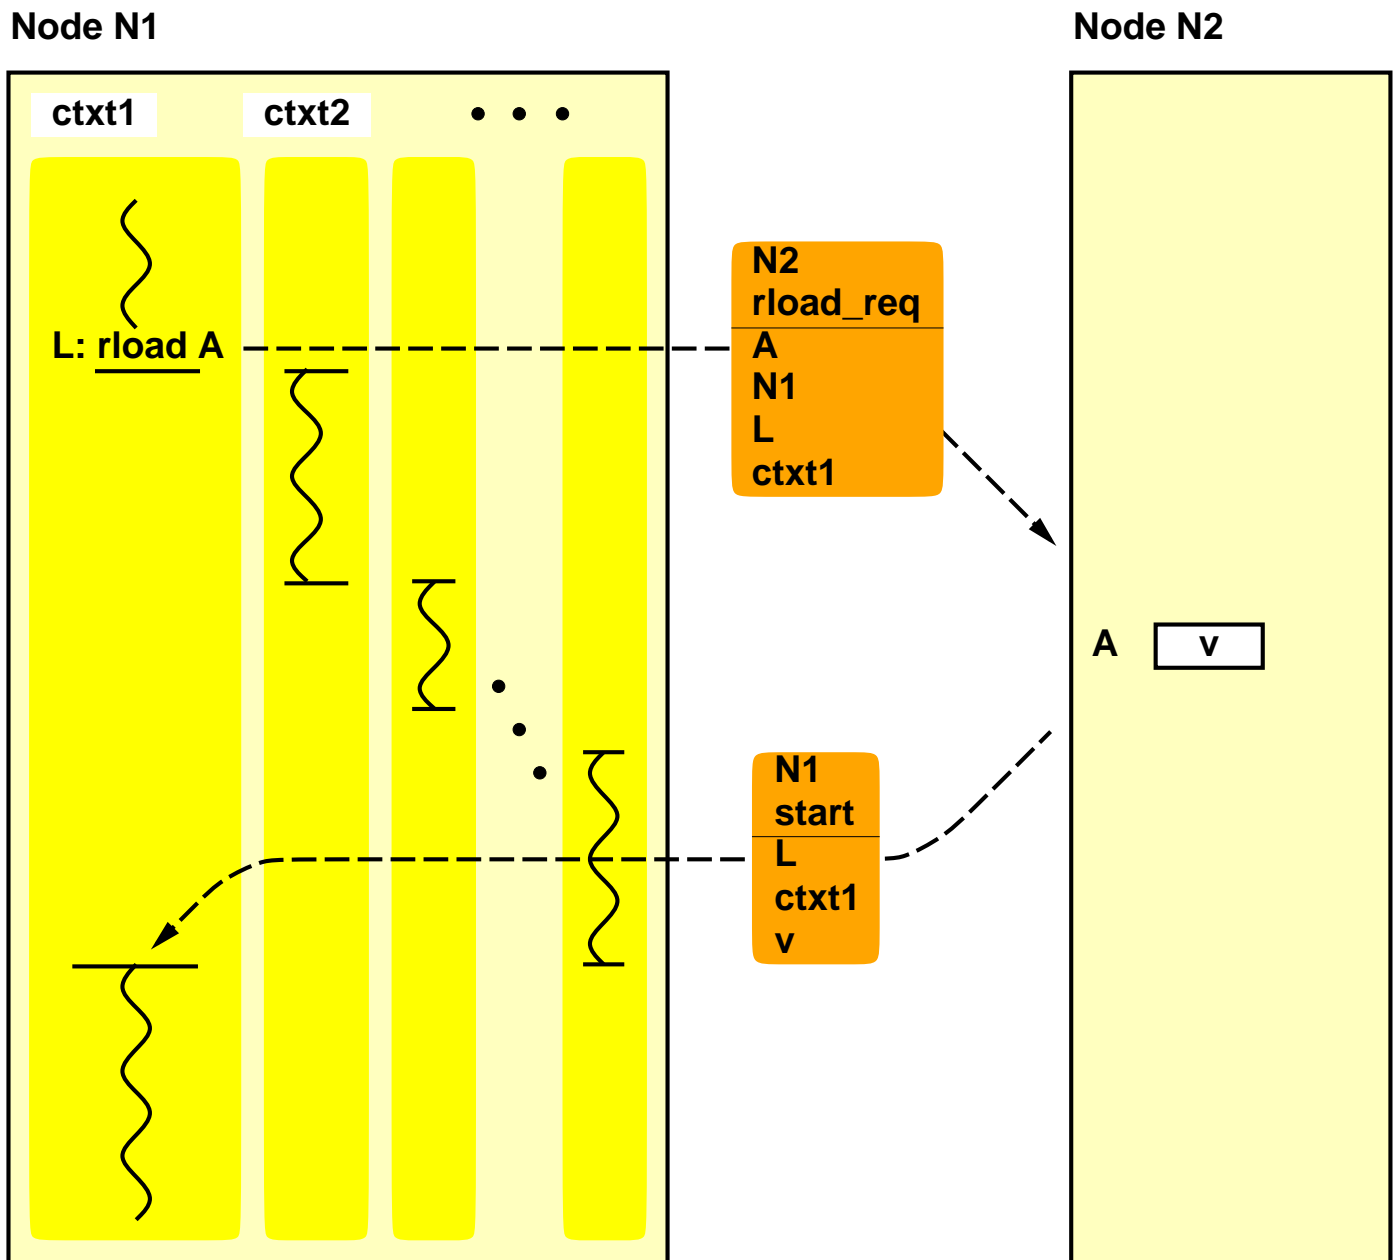 Node N1
Node N2
ctxt1
ctxt2
L: rload A
N2
rload_req
A
N1
L
ctxt1
A
v
N1
start
L
ctxt1
v